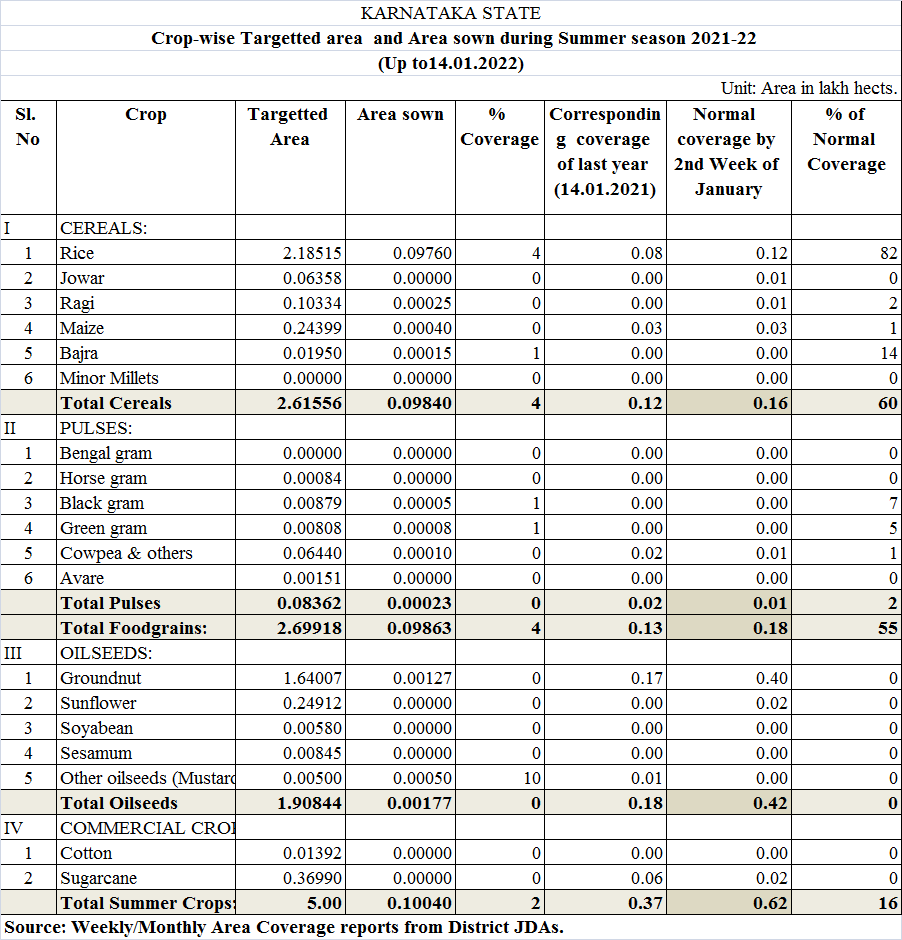 KARNATAKA STATE
Crop-wise Targetted area and Area sown during Summer season 2021-22
(Up to14.01.2022)
Unit: Area in lakh hects.
Sl. No Crop Targetted Area Area sown % Coverage Correspondin g coverage of last year (14.01.2021) Normal coverage by 2nd Week of January % of Normal Coverage
I CEREALS:
1 Rice 2.18515 0.09760 4 0.08 0.12 82
2 Jowar 0.06358 0.00000 0 0.00 0.01 0
3 Ragi 0.10334 0.00025 0 0.00 0.01 2
4 Maize 0.24399 0.00040 0 0.03 0.03 1
5 Bajra 0.01950 0.00015 1 0.00 0.00 14
6 Minor Millets 0.00000 0.00000 0 0.00 0.00 0
Total Cereals 2.61556 0.09840 4 0.12 0.16 60
II PULSES:
1 Bengal gram 0.00000 0.00000 0 0.00 0.00 0
2 Horse gram 0.00084 0.00000 0 0.00 0.00 0
3 Black gram 0.00879 0.00005 1 0.00 0.00 7
4 Green gram 0.00808 0.00008 1 0.00 0.00 5
5 Cowpea & others 0.06440 0.00010 0 0.02 0.01 1
6 Avare 0.00151 0.00000 0 0.00 0.00 0
Total Pulses 0.08362 0.00023 0 0.02 0.01 2
Total Foodgrains: 2.69918 0.09863 4 0.13 0.18 55
III OILSEEDS:
1 Groundnut 1.64007 0.00127 0 0.17 0.40 0
2 Sunflower 0.24912 0.00000 0 0.00 0.02 0
3 Soyabean 0.00580 0.00000 0 0.00 0.00 0
4 Sesamum 0.00845 0.00000 0 0.00 0.00 0
5 Other oilseeds (Mustard 0.00500 0.00050 10 0.01 0.00 0
Total Oilseeds 1.90844 0.00177 0 0.18 0.42 0
IV COMMERCIAL CROI
1 Cotton 0.01392 0.00000 0 0.00 0.00 0
2 Sugarcane 0.36990 0.00000 0 0.06 0.02 0
Total Summer Crops: 5.00 0.10040 2 0.37 0.62 16
Source: Weekly/Monthly Area Coverage reports from District JDAs.